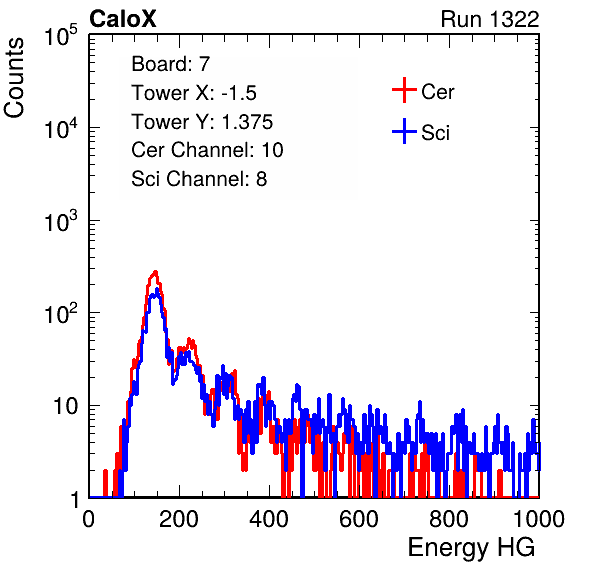 CaloX Run 1322
Counts
10^5
10^4
10^3
10^2
10
1
Board: 7
Tower X: -1.5
Tower Y: 1.375
Cer Channel: 10
Sci Channel: 8
Cer
Sci
0 200 400 600 800 1000
Energy HG